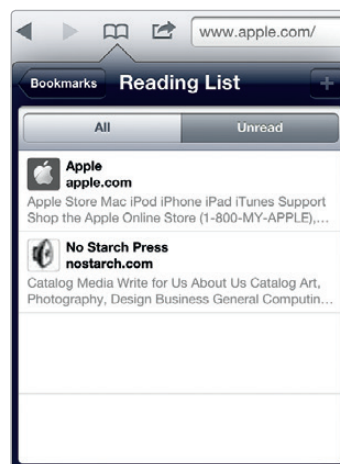 www.apple.com/
Bookmarks Reading List +
All Unread
Apple
apple.com
Apple Store Mac iPod iPhone iPad iTunes Support
Shop the Apple Online Store (1-800-MY-APPLE),...
No Starch Press
nostarch.com
Catalog Media Write for Us About Us Catalog Art,
Photography, Design Business General Computin...